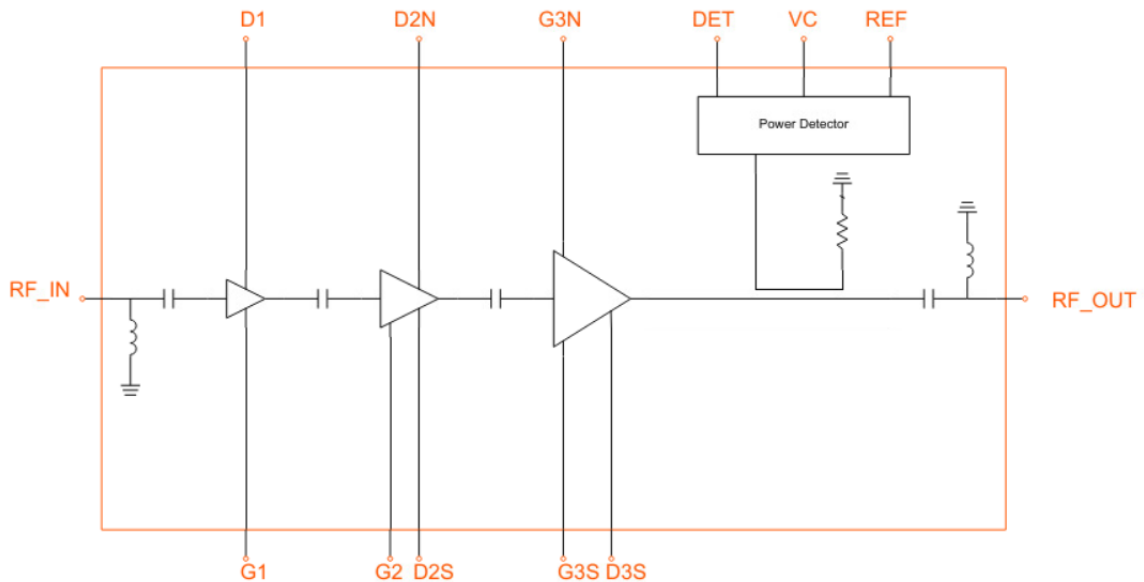 D1 D2N G3N DET VC REF
Power Detector
RF_IN
RF_OUT
G1 G2 D2S G3S D3S